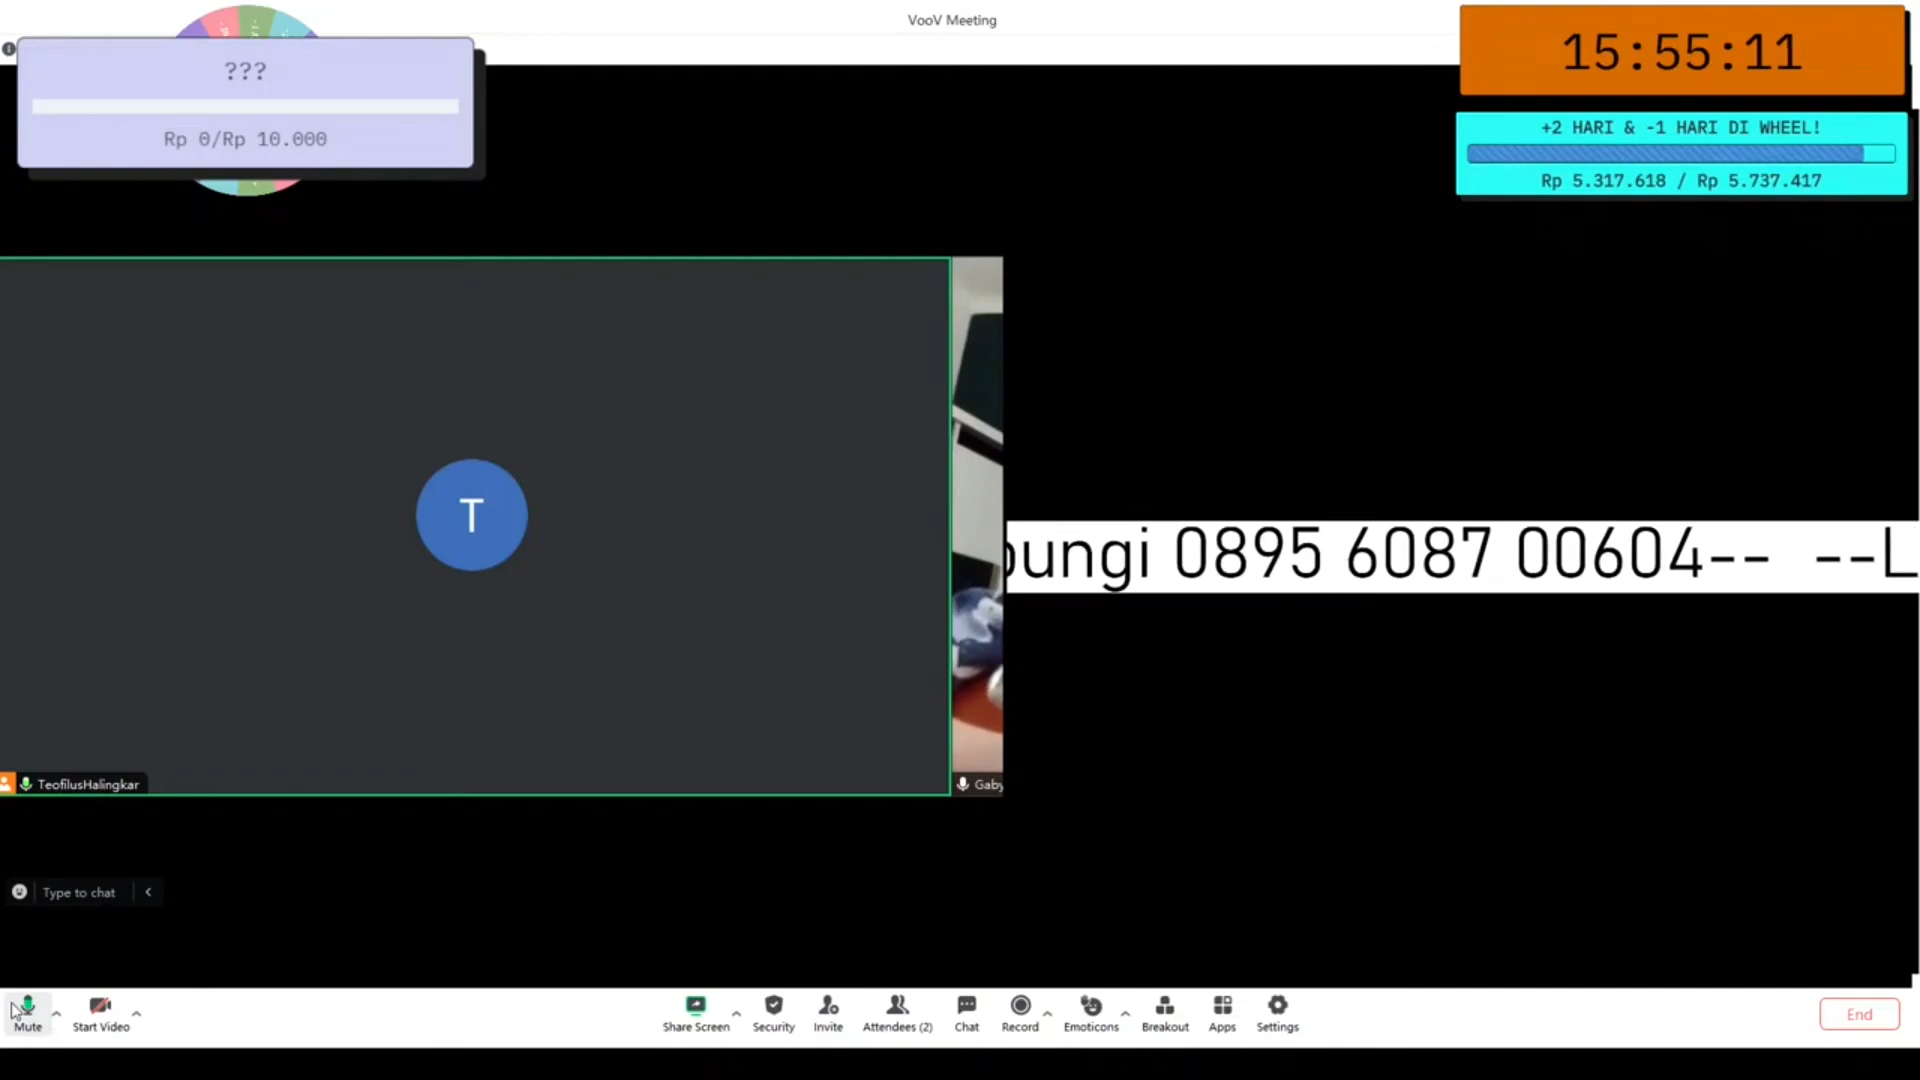 VooV Meeting
???
Rp 0/Rp 10.000
15:55:11
+2 HARI & -1 HARI DI WHEEL!
Rp 5.317.618 / Rp 5.737.417
T
ungi 0895 6087 00604-- --L
TeofilusHalingkar
Gaby
Type to chat
Mute
Start Video
Share Screen
Security
Invite
Attendees (2)
Chat
Record
Emoticons
Breakout
Apps
Settings
End